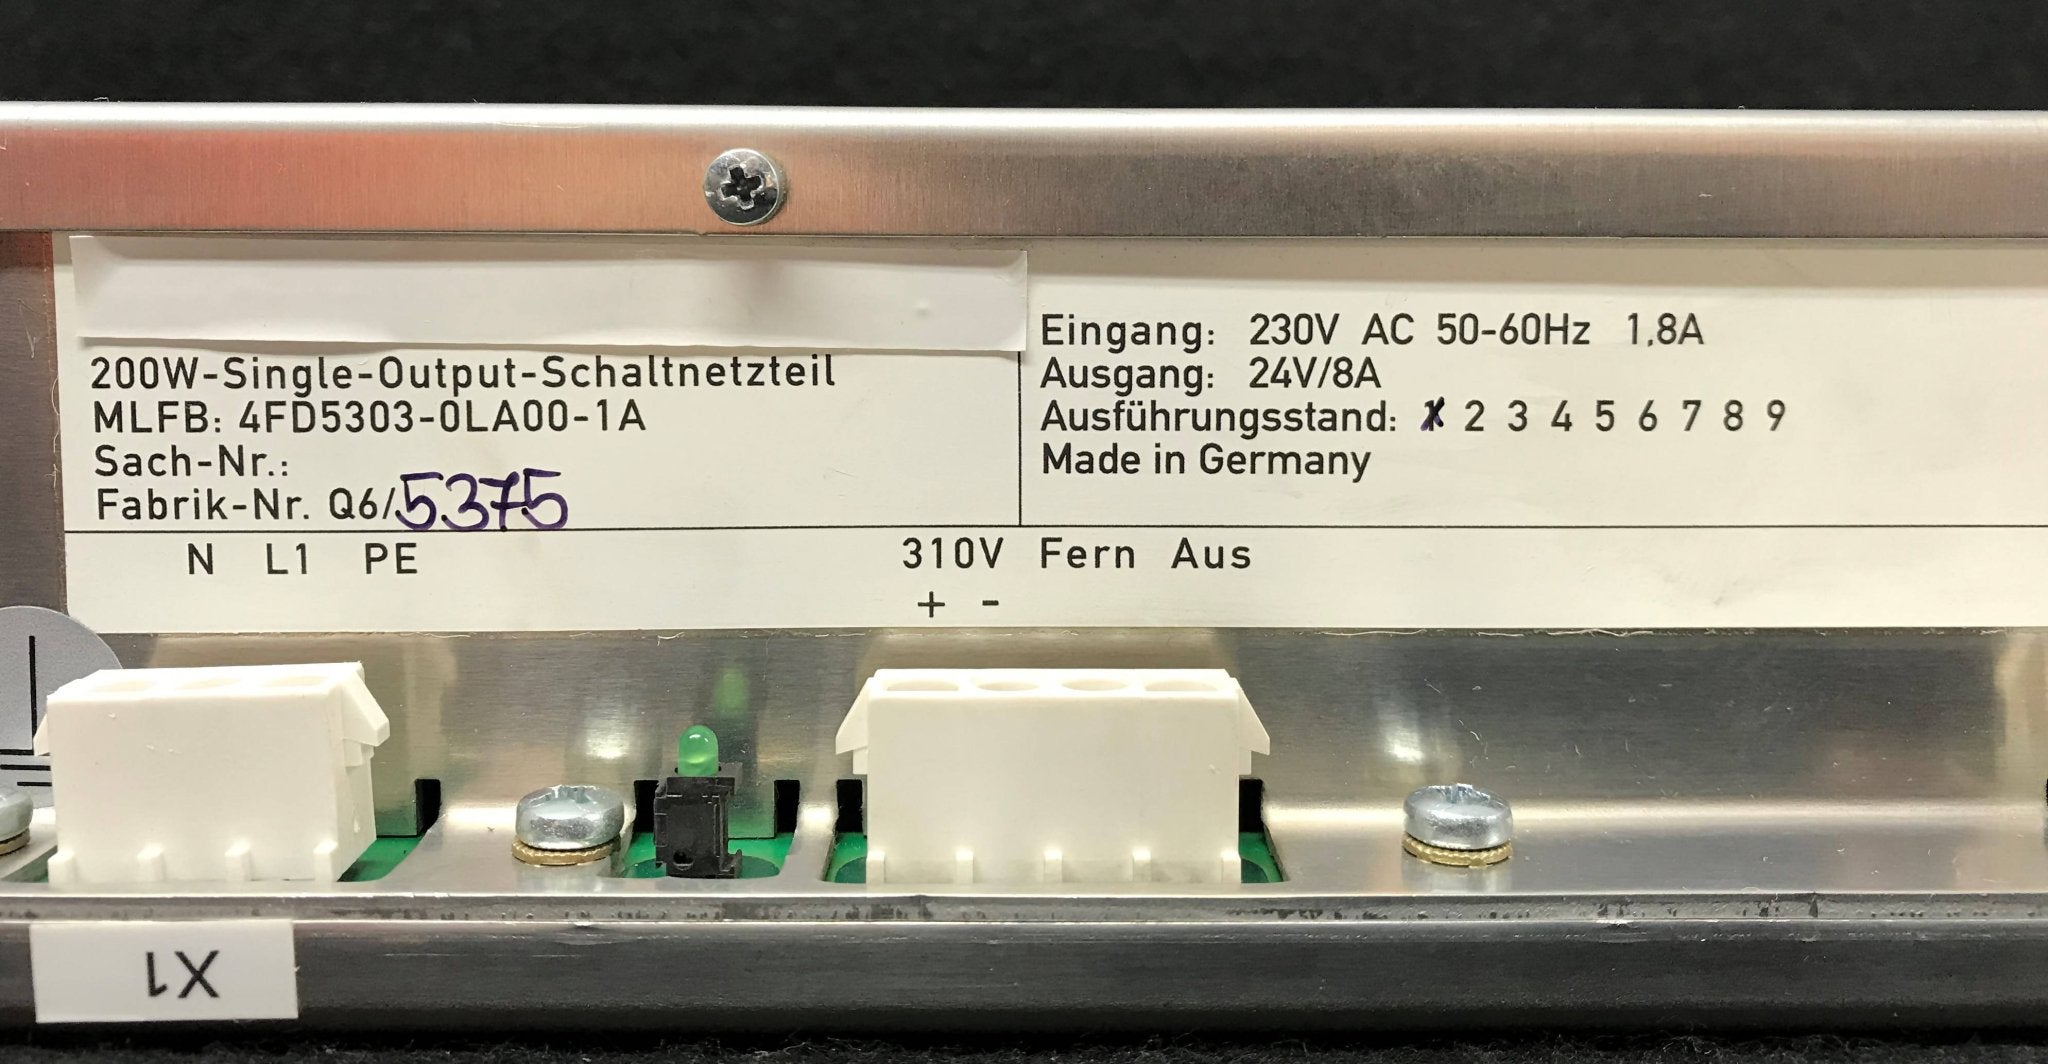 200W-Single-Output-Schaltnetzteil
MLFB: 4FD5303-0LA00-1A
Sach-Nr.:
Fabrik-Nr. Q6/5375
Eingang: 230V AC 50-60Hz 1,8A
Ausgang: 24V/8A
Ausführungsstand: 1 2 3 4 5 6 7 8 9
Made in Germany
N L1 PE
310V Fern Aus
+ -
X1